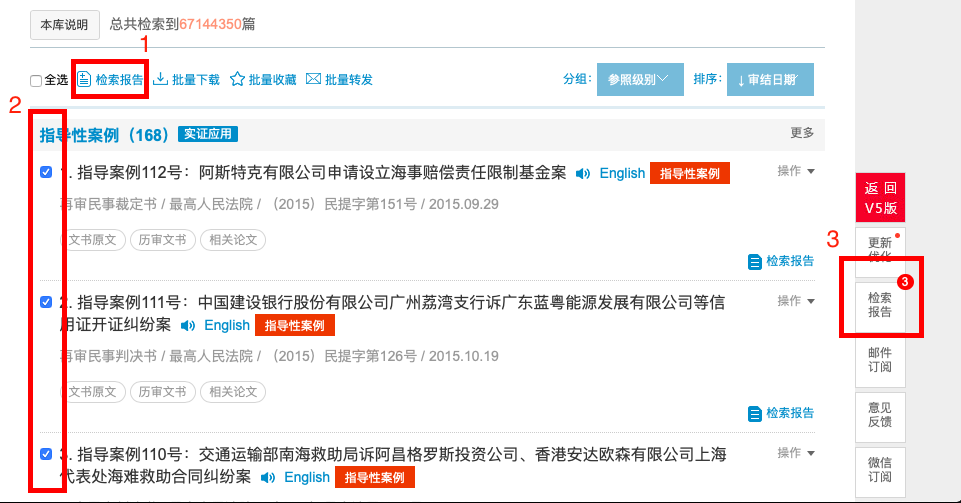 本库说明 总共检索到67144350篇
1
全选 检索报告 批量下载 批量收藏 批量转发 分组: 参照级别 排序: ↓审结日期
2
指导性案例（168） 实证应用 更多
1. 指导案例112号：阿斯特克有限公司申请设立海事赔偿责任限制基金案 English 指导性案例 操作
再审民事裁定书 / 最高人民法院 / （2015）民提字第151号 / 2015.09.29
文书原文 历审文书 相关论文
检索报告
2. 指导案例111号：中国建设银行股份有限公司广州荔湾支行诉广东蓝粤能源发展有限公司等信 操作
用证开证纠纷案 English 指导性案例
再审民事判决书 / 最高人民法院 / （2015）民提字第126号 / 2015.10.19
文书原文 历审文书 相关论文
检索报告
3. 指导案例110号：交通运输部南海救助局诉阿昌格罗斯投资公司、香港安达欧森有限公司上海 操作
代表处海难救助合同纠纷案 English 指导性案例
返 回
V5版
3
更新
优化
3
检索
报告
邮件
订阅
意见
反馈
微信
订阅